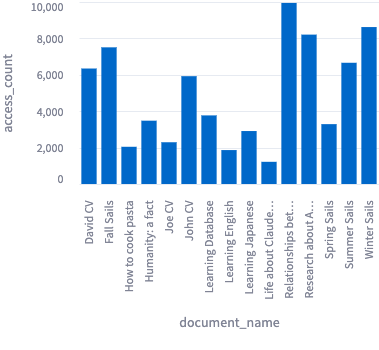 10,000
8,000
6,000
4,000
2,000
0
access_count
David CV
Fall Sails
How to cook pasta
Humanity: a fact
Joe CV
John CV
Learning Database
Learning English
Learning Japanese
Life about Claude…
Relationships bet…
Research about A…
Spring Sails
Summer Sails
Winter Sails
document_name